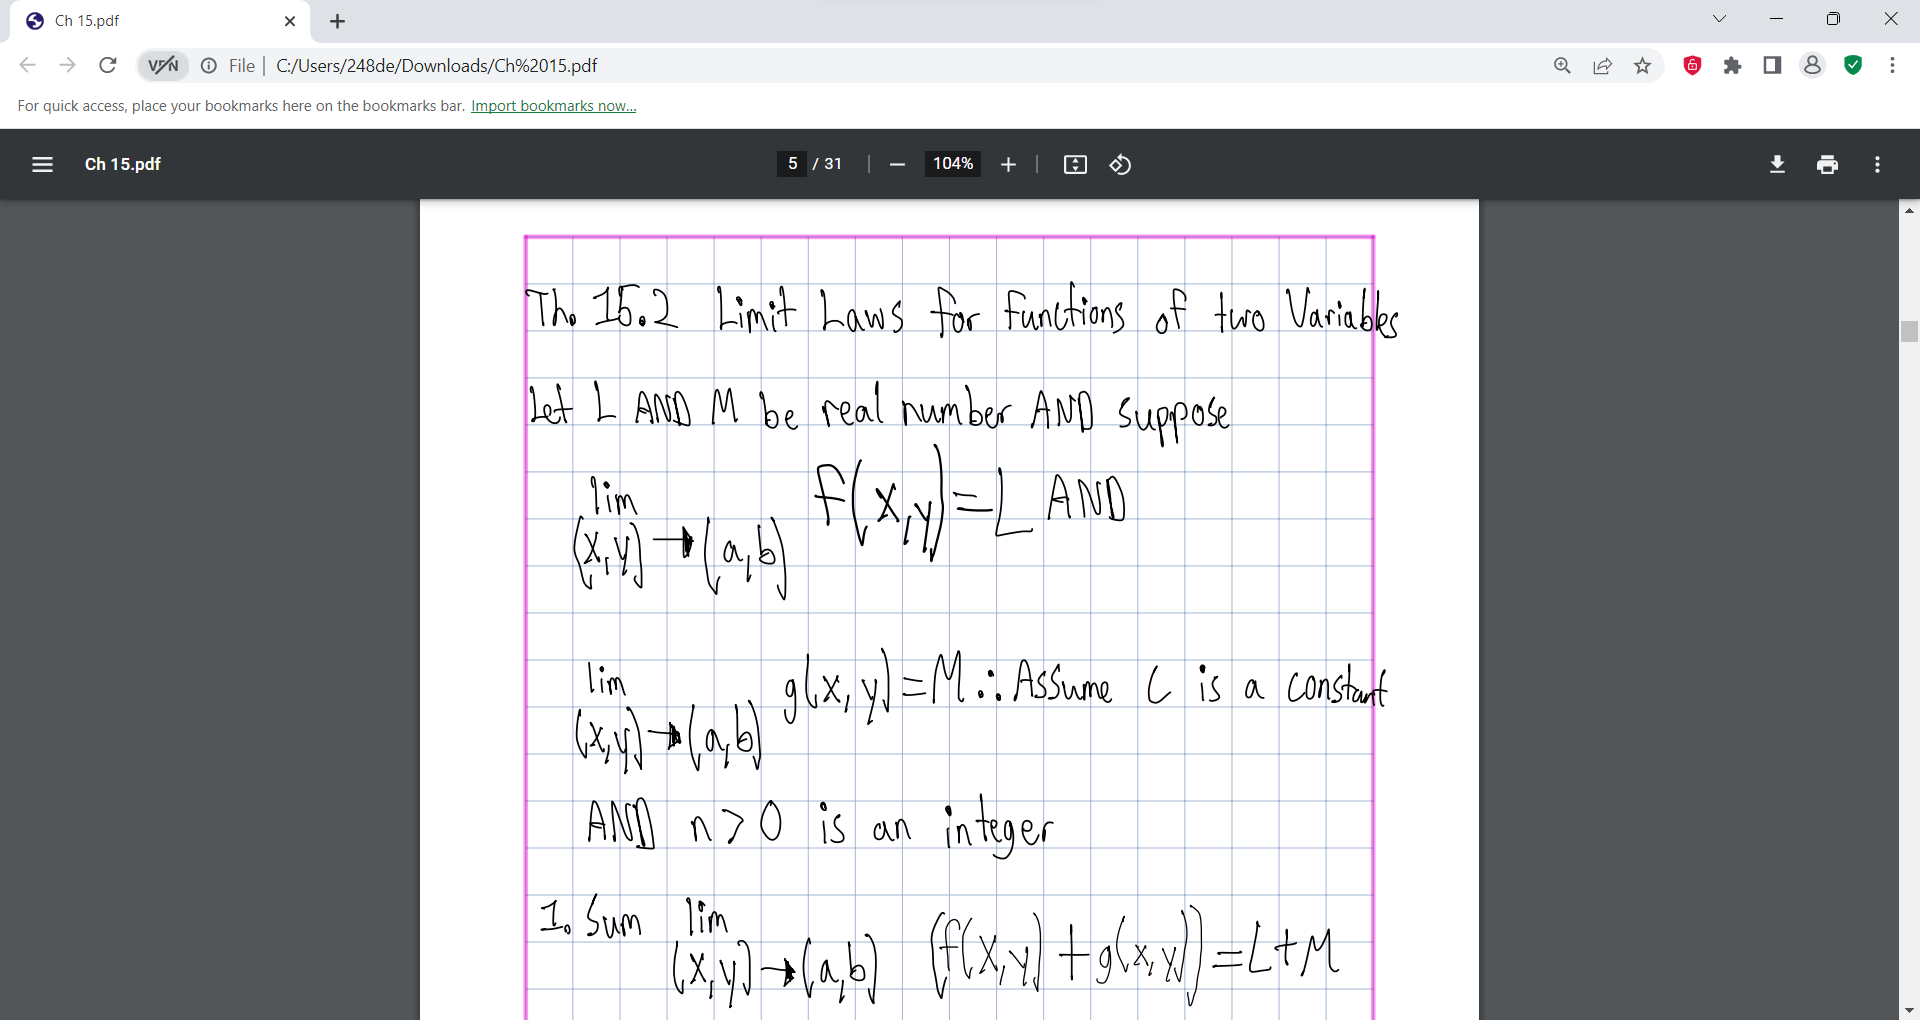 Ch 15.pdf
VPN File C:/Users/248de/Downloads/Ch%2015.pdf
For quick access, place your bookmarks here on the bookmarks bar. Import bookmarks now...
Ch 15.pdf 5 / 31 104%
Th. 15.2 Limit Laws for Functions of two Variables
Let L AND M be real number AND suppose
lim f(x,y)=L AND
(x,y)→(a,b)
lim g(x,y)=M ∴ Assume C is a constant
(x,y)→(a,b)
AND n>0 is an integer
1. Sum lim (f(x,y)+g(x,y))=L+M
(x,y)→(a,b)